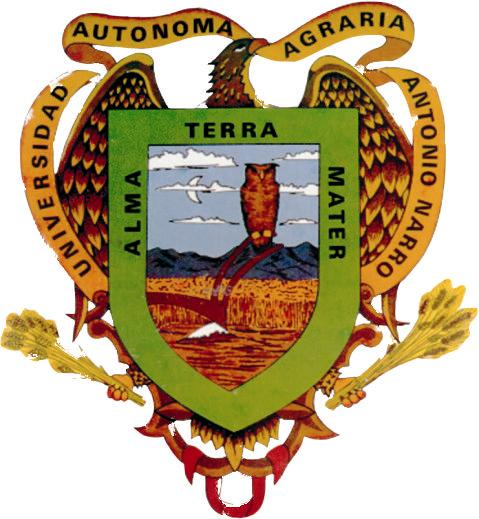 UNIVERSIDAD
AUTONOMA
AGRARIA
ANTONIO NARRO
ALMA
TERRA
MATER